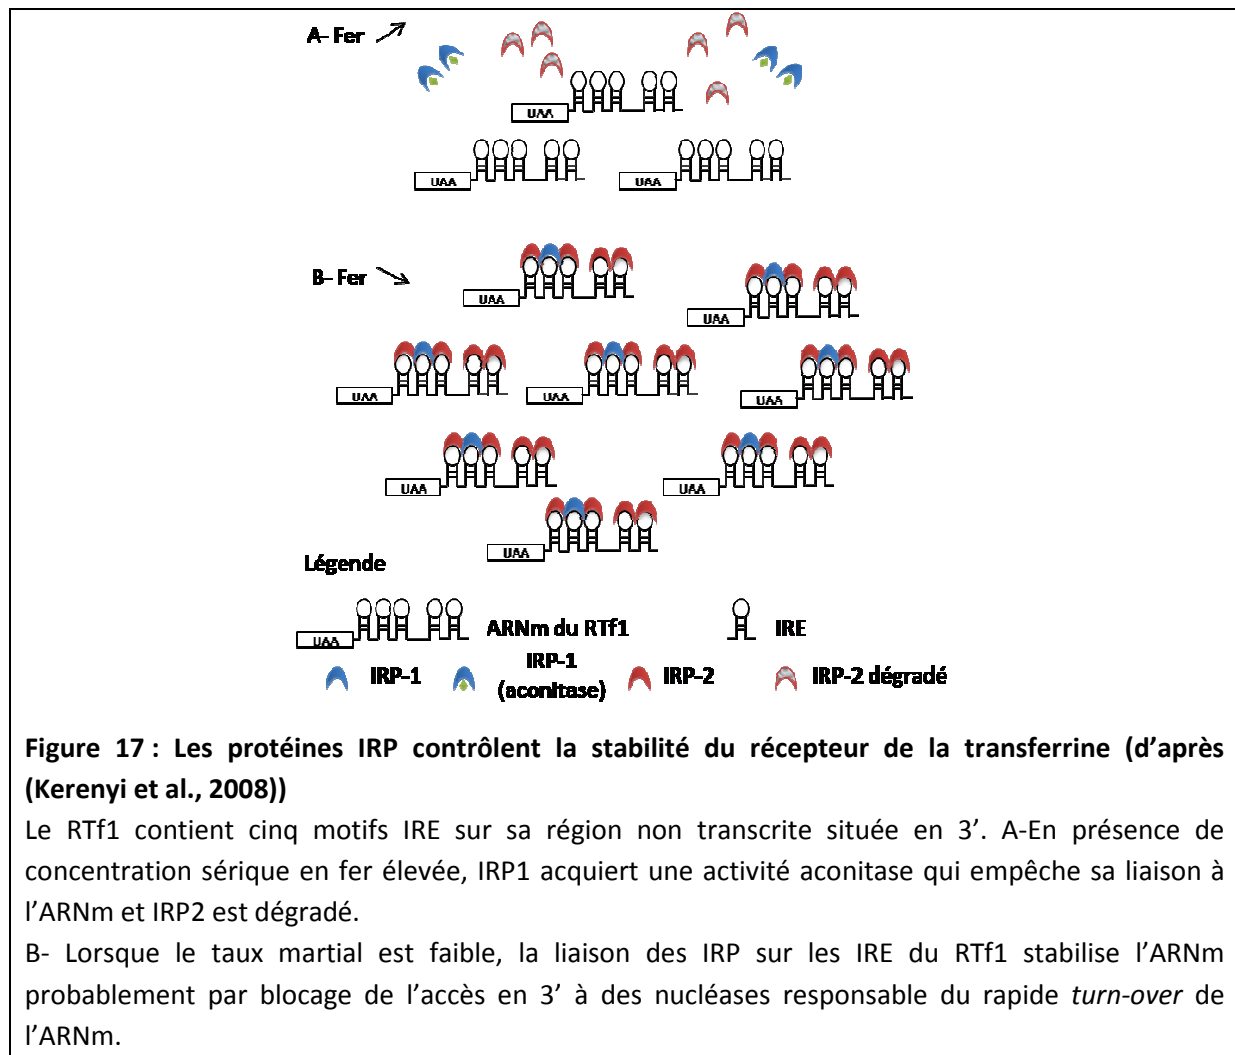 A- Fer
UAA
UAA
UAA
B- Fer
UAA
UAA
UAA
UAA
UAA
UAA
UAA
UAA
Légende
UAA
ARNm du RTf1
IRE
IRP-1
IRP-1
(aconitase)
IRP-2
IRP-2 dégradé
Figure 17 : Les protéines IRP contrôlent la stabilité du récepteur de la transferrine (d’après
(Kerenyi et al., 2008))
Le RTf1 contient cinq motifs IRE sur sa région non transcrite située en 3’. A-En présence de
concentration sérique en fer élevée, IRP1 acquiert une activité aconitase qui empêche sa liaison à
l’ARNm et IRP2 est dégradé.
B- Lorsque le taux martial est faible, la liaison des IRP sur les IRE du RTf1 stabilise l’ARNm
probablement par blocage de l’accès en 3’ à des nucléases responsable du rapide turn-over de
l’ARNm.